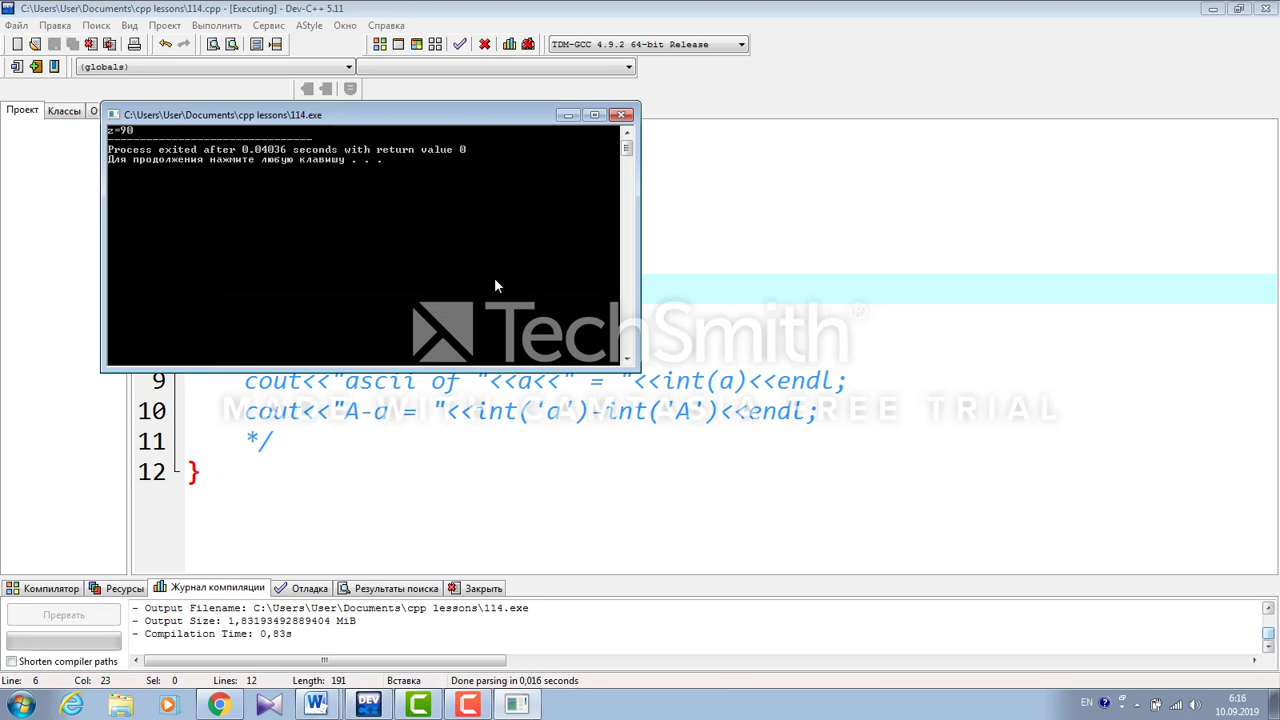 C:\Users\User\Documents\cpp lessons\114.cpp - [Executing] - Dev-C++ 5.11
Файл Правка Поиск Вид Проект Выполнить Сервис AStyle Окно Справка
TDM-GCC 4.9.2 64-bit Release
(globals)
Проект Классы О
C:\Users\User\Documents\cpp lessons\114.exe
z=90
--------------------------------
Process exited after 0.04036 seconds with return value 0
Для продолжения нажмите любую клавишу . . .
TechSmith®
MADE WITH CAMTASIA FREE TRIAL
9 cout<<"ascii of "<<a<<" = "<<int(a)<<endl;
10 cout<<"A-a = "<<int('a')-int('A')<<endl;
11 */
12 }
Компилятор Ресурсы Журнал компиляции Отладка Результаты поиска Закрыть
Прервать
- Output Filename: C:\Users\User\Documents\cpp lessons\114.exe
- Output Size: 1,83193492889404 MiB
- Compilation Time: 0,83s
Shorten compiler paths
Line: 6 Col: 23 Sel: 0 Lines: 12 Length: 191 Вставка Done parsing in 0,016 seconds
EN 6:16
10.09.2019